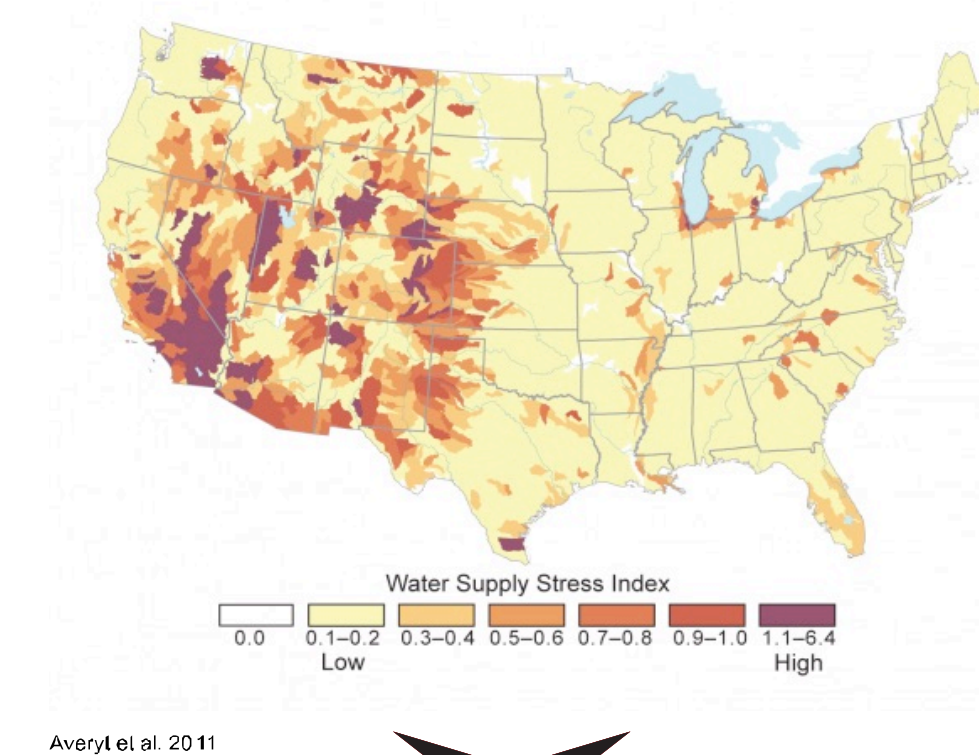 Water Supply Stress Index
0.0 0.1–0.2 0.3–0.4 0.5–0.6 0.7–0.8 0.9–1.0 1.1–6.4
Low High
Averyt et al. 2011